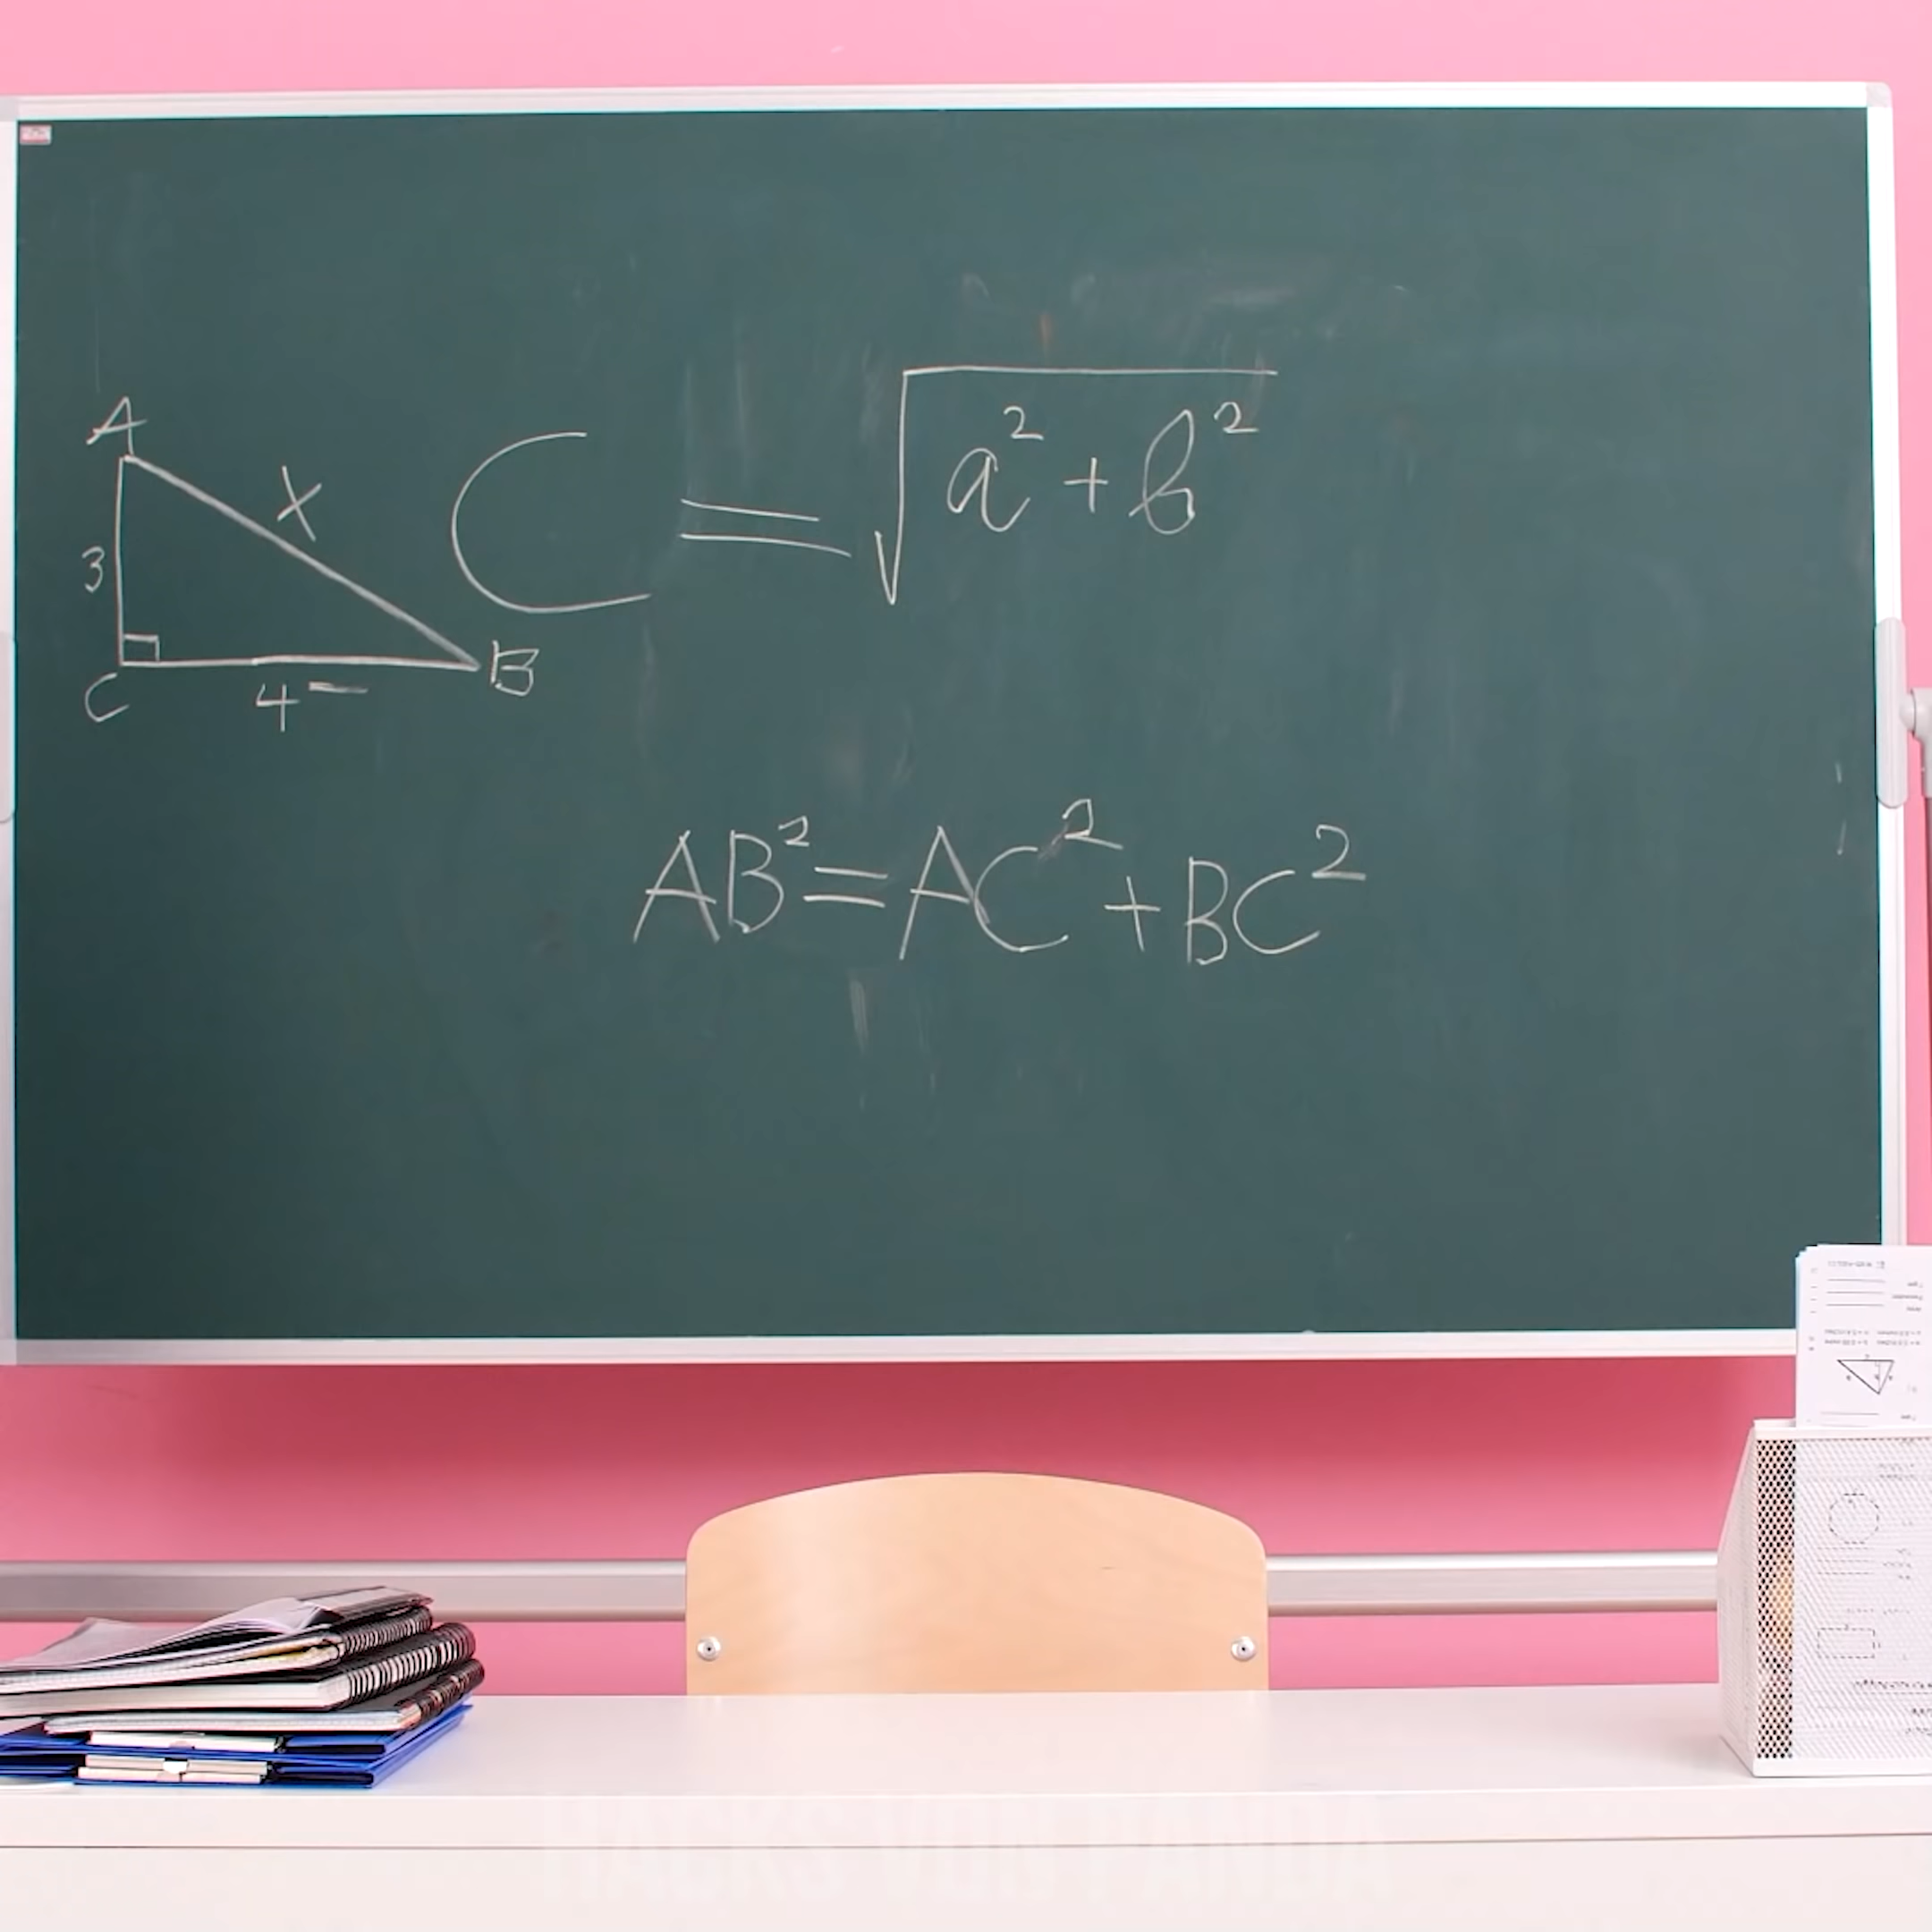 A
X
3
C
4
B
C = √a² + b²
AB² = AC² + BC²